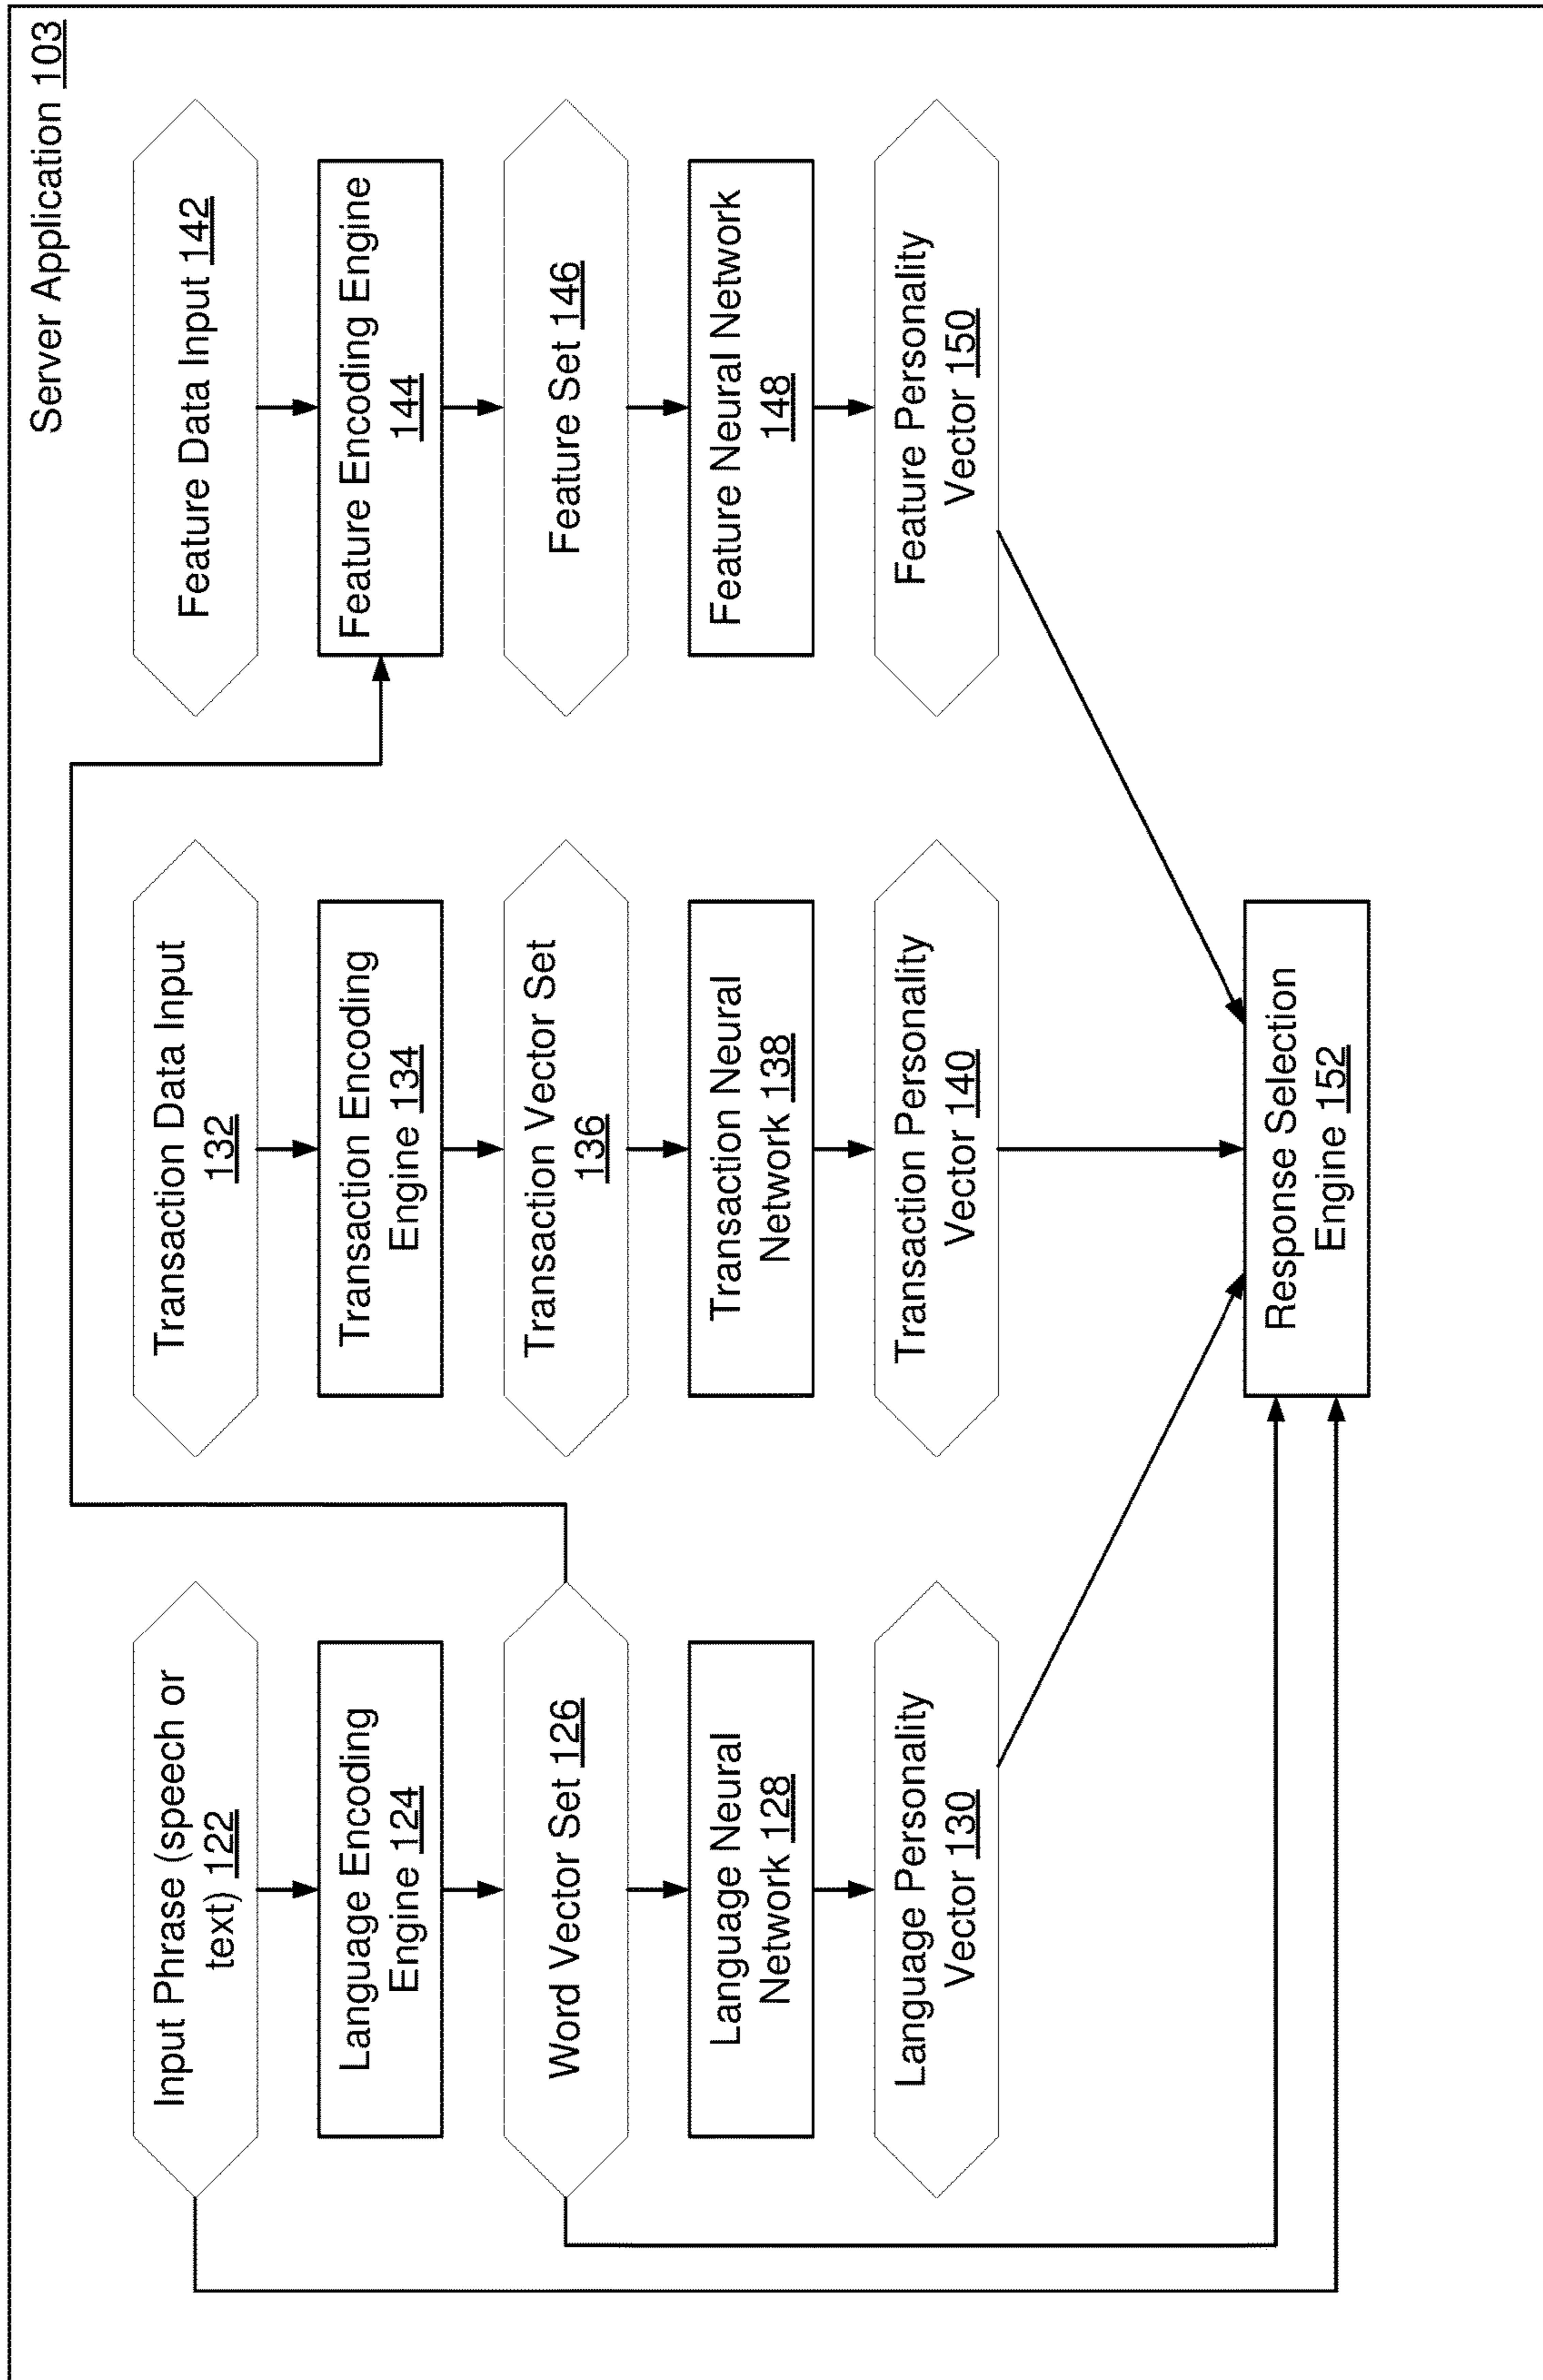 Server Application 103
Input Phrase (speech or
text) 122
Language Encoding
Engine 124
Word Vector Set 126
Language Neural
Network 128
Language Personality
Vector 130
Transaction Data Input
132
Transaction Encoding
Engine 134
Transaction Vector Set
136
Transaction Neural
Network 138
Transaction Personality
Vector 140
Feature Data Input 142
Feature Encoding Engine
144
Feature Set 146
Feature Neural Network
148
Feature Personality
Vector 150
Response Selection
Engine 152